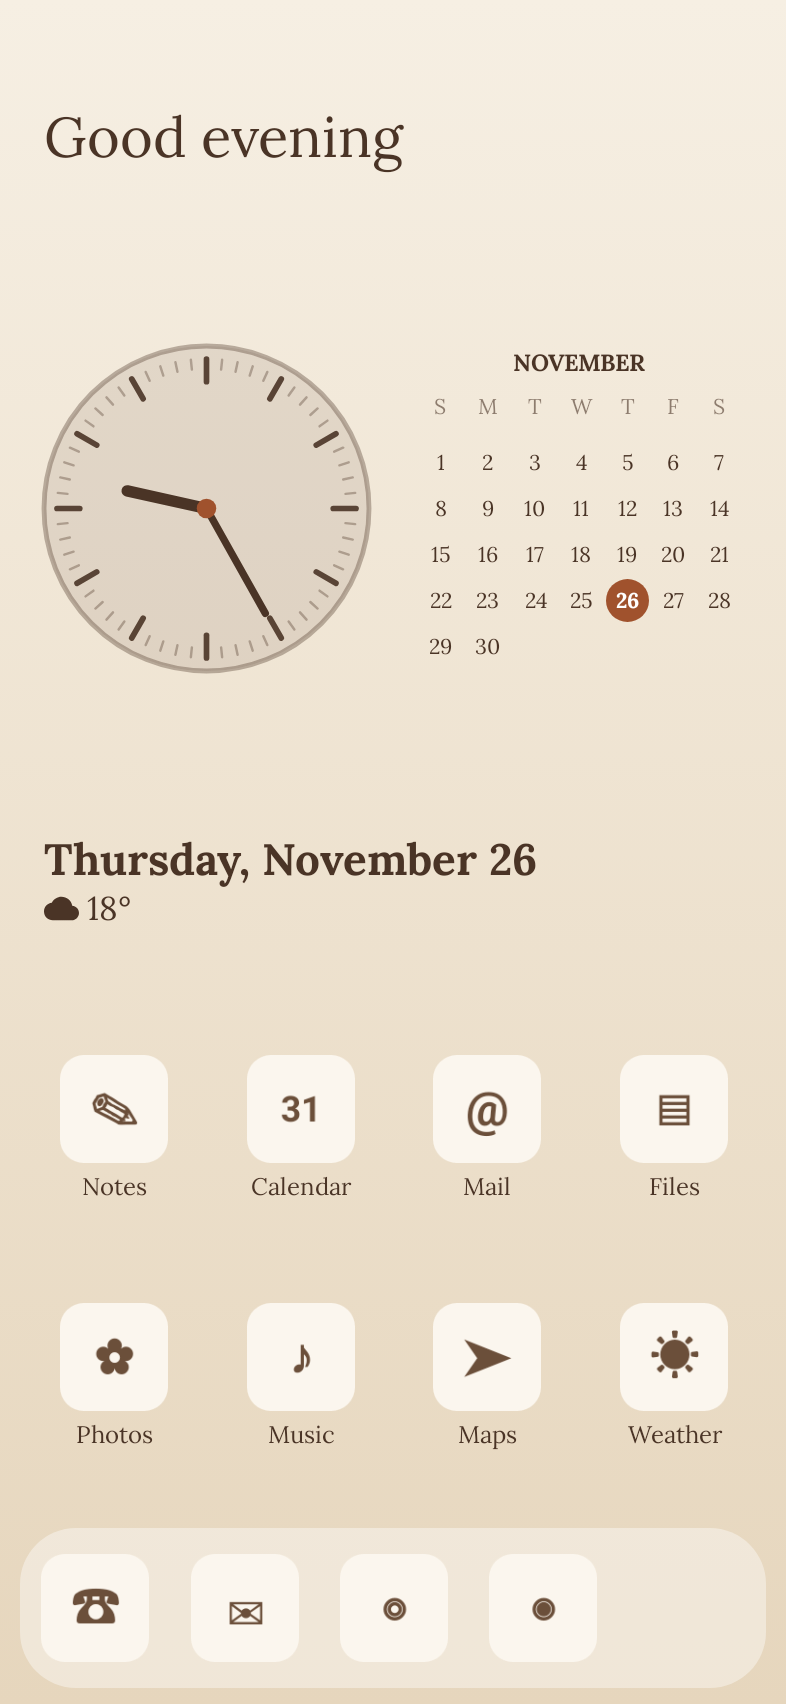 Good evening
NOVEMBER
S M T W T F S
1 2 3 4 5 6 7
8 9 10 11 12 13 14
15 16 17 18 19 20 21
22 23 24 25 26 27 28
29 30
Thursday, November 26
18°
31 @
Notes Calendar Mail Files
Photos Music Maps Weather